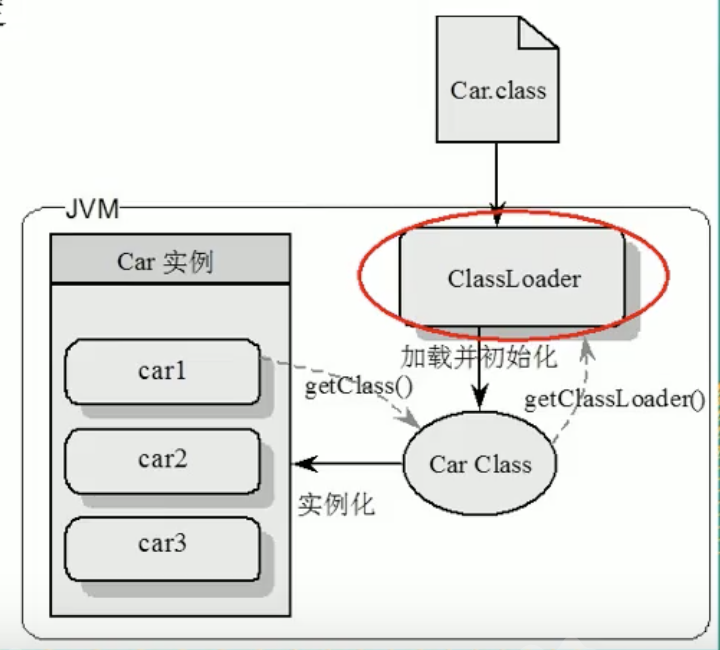 Car.class
JVM
ClassLoader
Car 实例
加载并初始化
car1
getClass()
getClassLoader()
car2
Car Class
实例化
car3